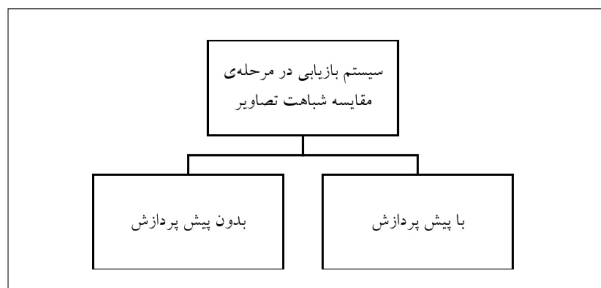 سیستم بازیابی در مرحله‌ی
مقایسه شباهت تصاویر
با پیش پردازش
بدون پیش پردازش